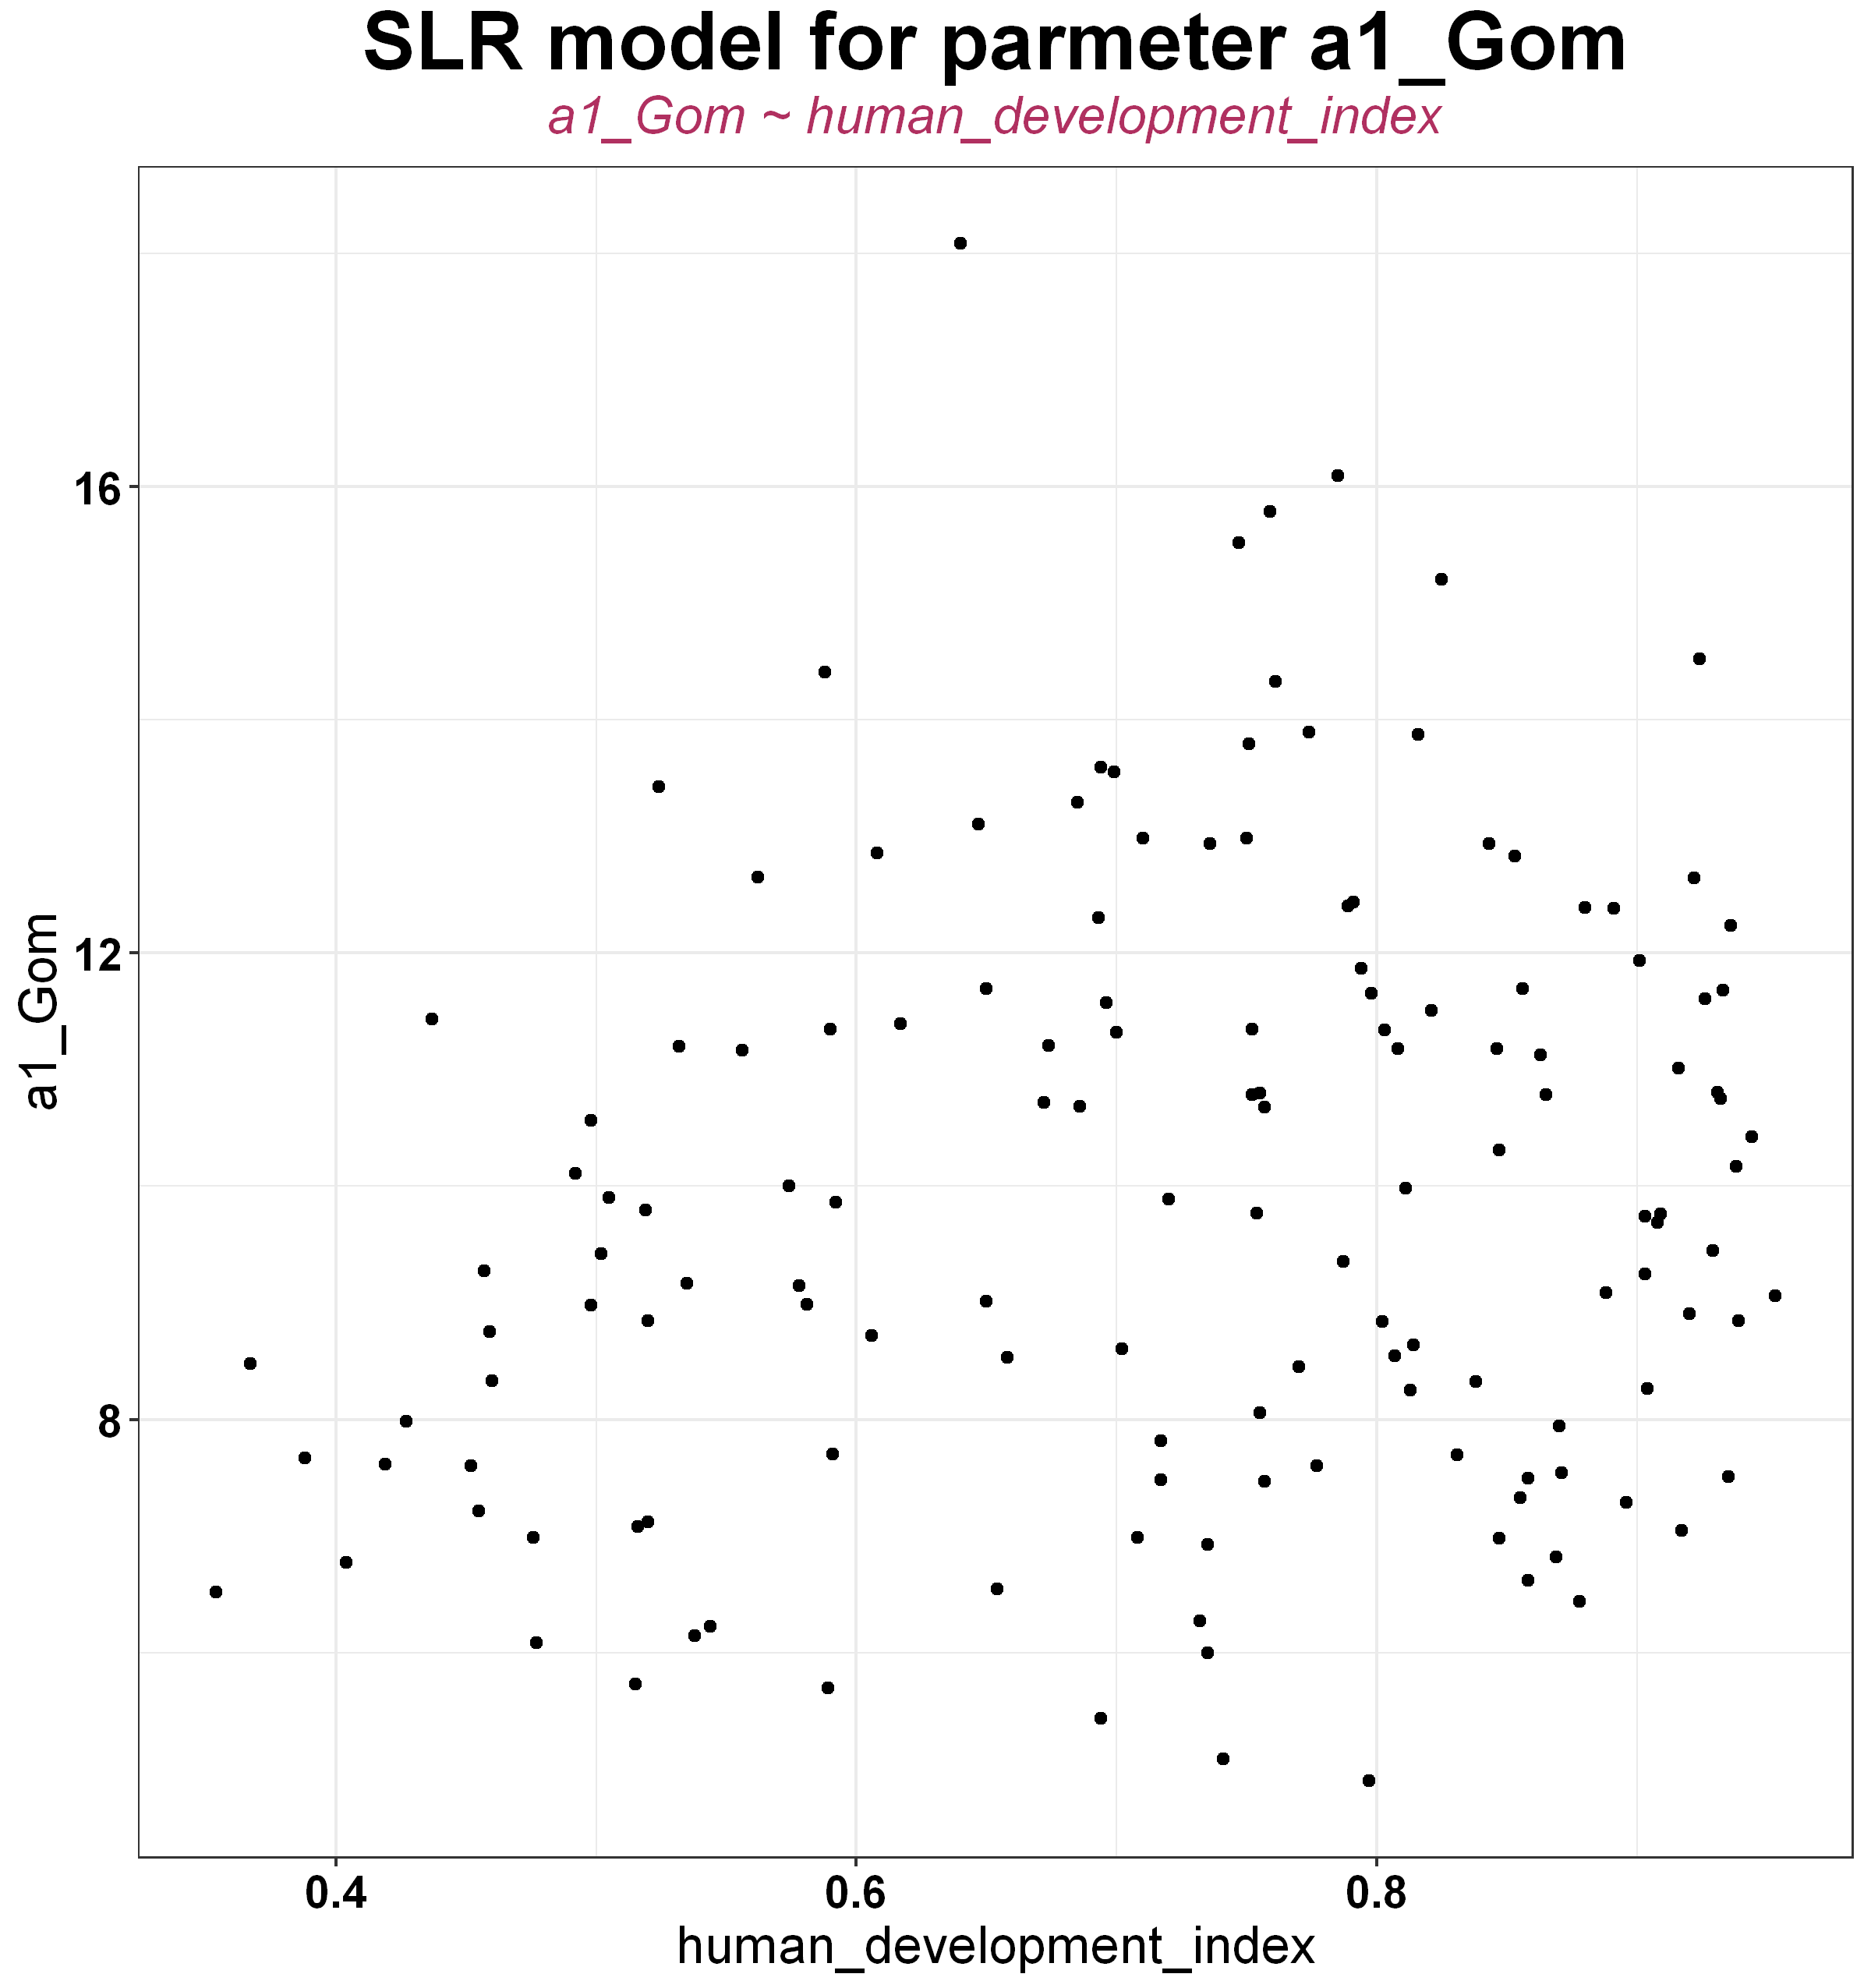 SLR model for parmeter a1_Gom
a1_Gom ~ human_development_index
16
12
8
a1_Gom
0.4
0.6
0.8
human_development_index